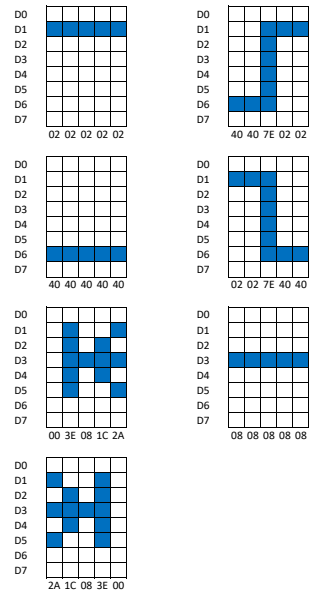 D0 D0
D1 D1
D2 D2
D3 D3
D4 D4
D5 D5
D6 D6
D7 D7
02 02 02 02 02 40 40 7E 02 02
D0 D0
D1 D1
D2 D2
D3 D3
D4 D4
D5 D5
D6 D6
D7 D7
40 40 40 40 40 02 02 7E 40 40
D0 D0
D1 D1
D2 D2
D3 D3
D4 D4
D5 D5
D6 D6
D7 D7
00 3E 08 1C 2A 08 08 08 08 08
D0
D1
D2
D3
D4
D5
D6
D7
2A 1C 08 3E 00